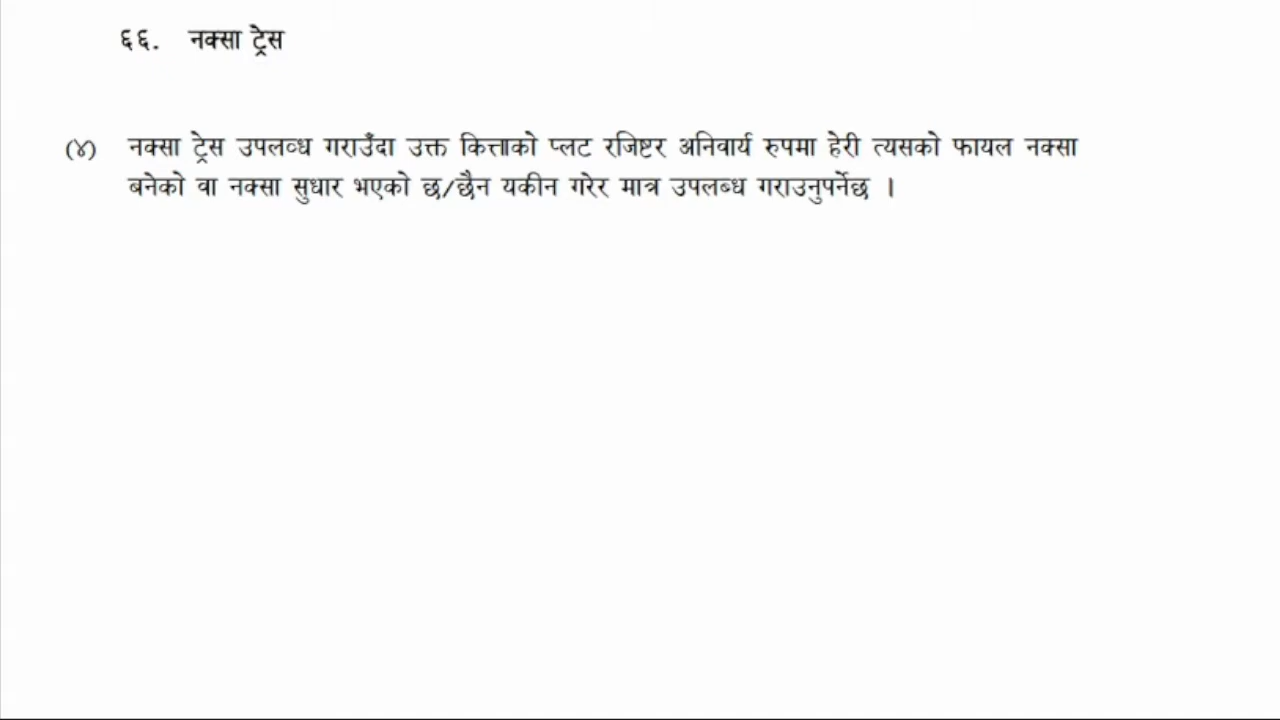 ६६. नक्सा ट्रेस
(४) नक्सा ट्रेस उपलव्ध गराउँदा उक्त कित्ताको प्लट रजिष्टर अनिवार्य रुपमा हेरी त्यसको फायल नक्सा
बनेको वा नक्सा सुधार भएको छ/छैन यकीन गरेर मात्र उपलब्ध गराउनुपर्नेछ ।